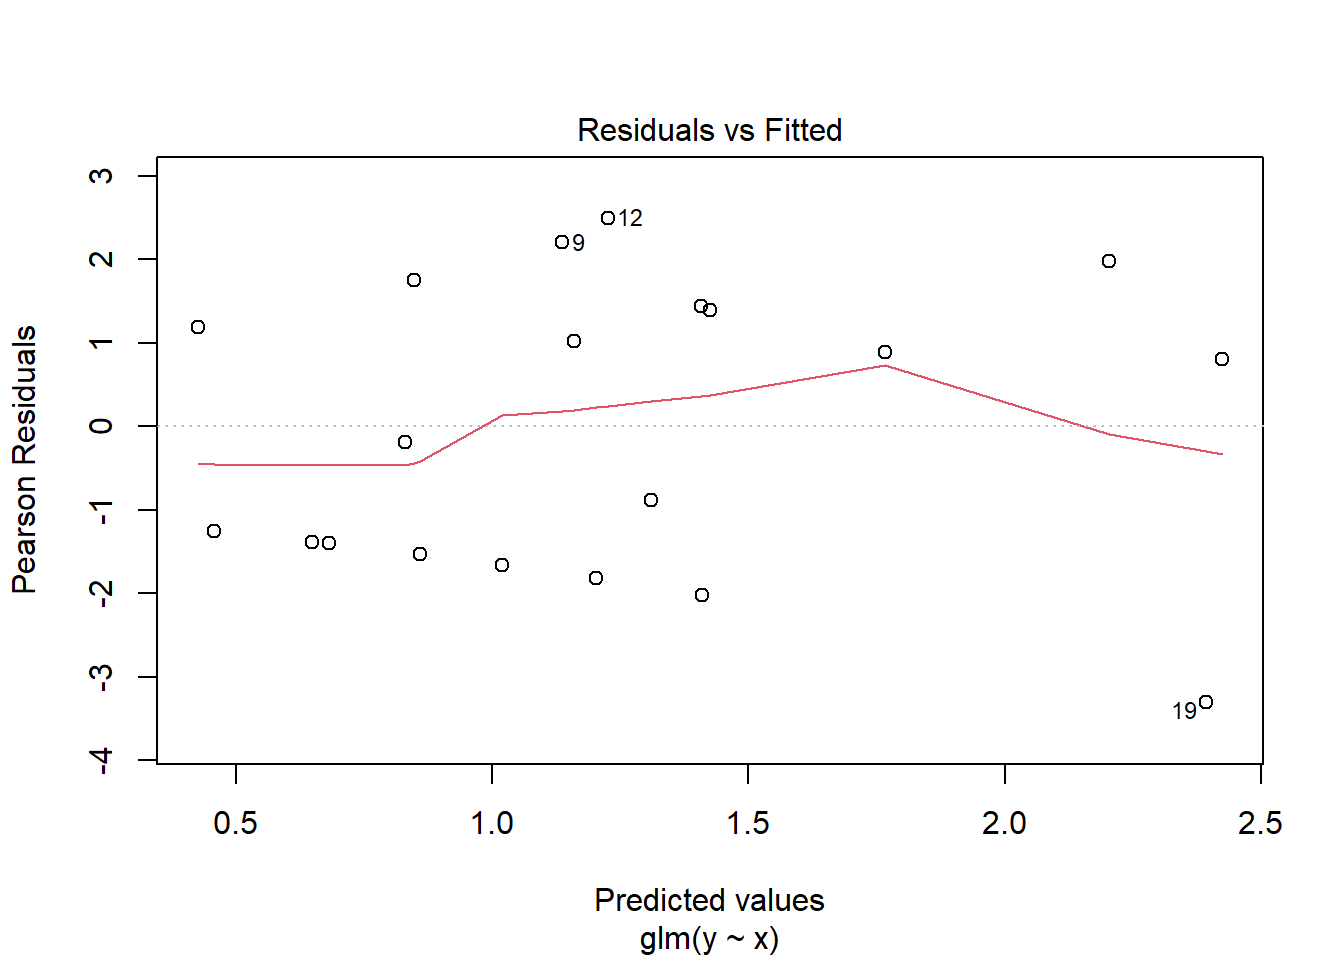 Residuals vs Fitted
Pearson Residuals
3
2
1
0
-1
-2
-3
-4
12
9
19
0.5 1.0 1.5 2.0 2.5
Predicted values
glm(y ~ x)